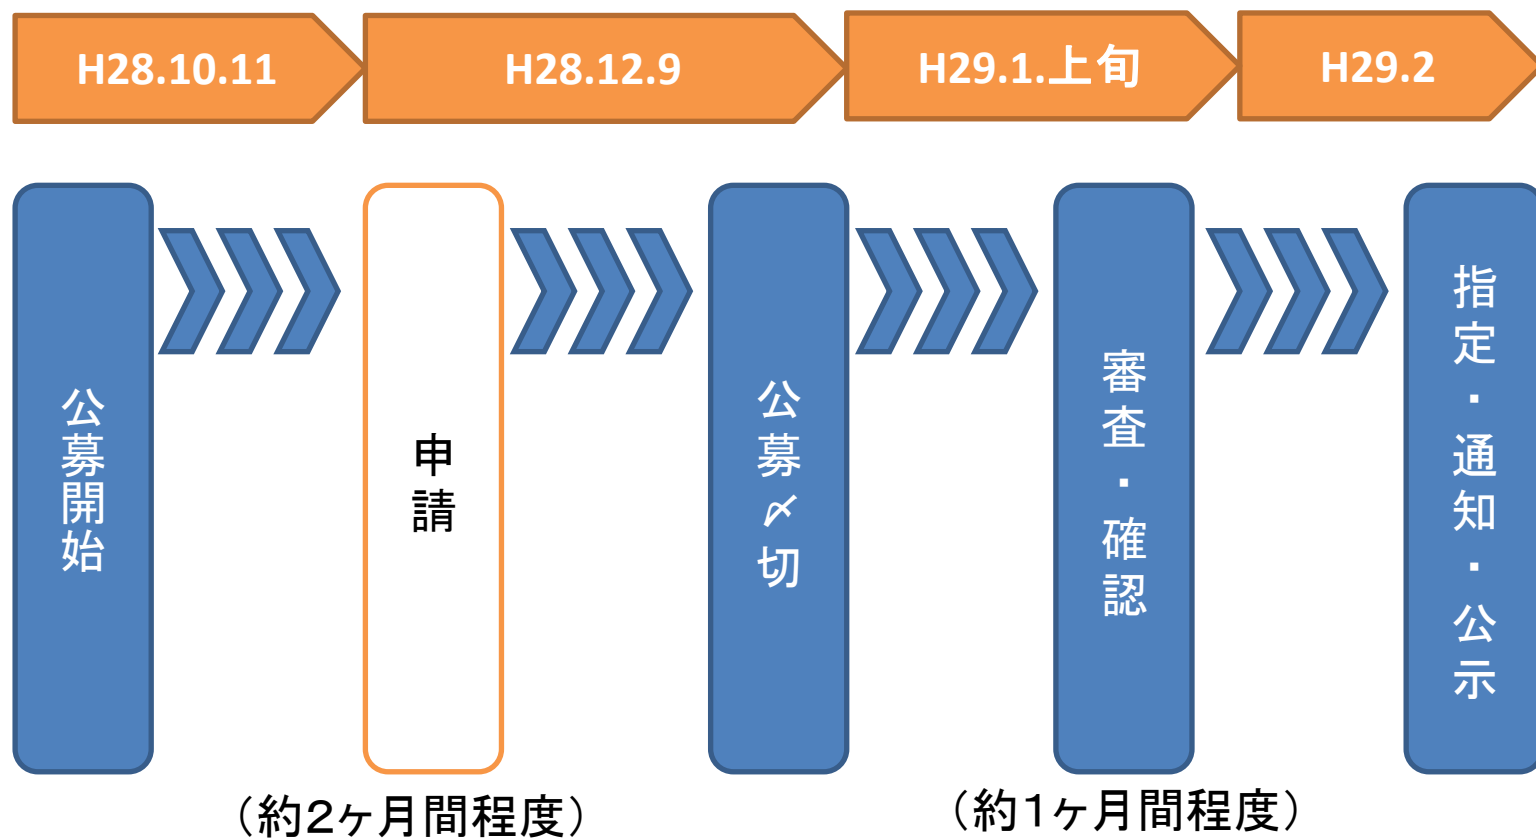 H28.10.11
H28.12.9
H29.1.上旬
H29.2
公募開始
申請
公募〆切
審査・確認
指定・通知・公示
（約2ヶ月間程度）
（約1ヶ月間程度）